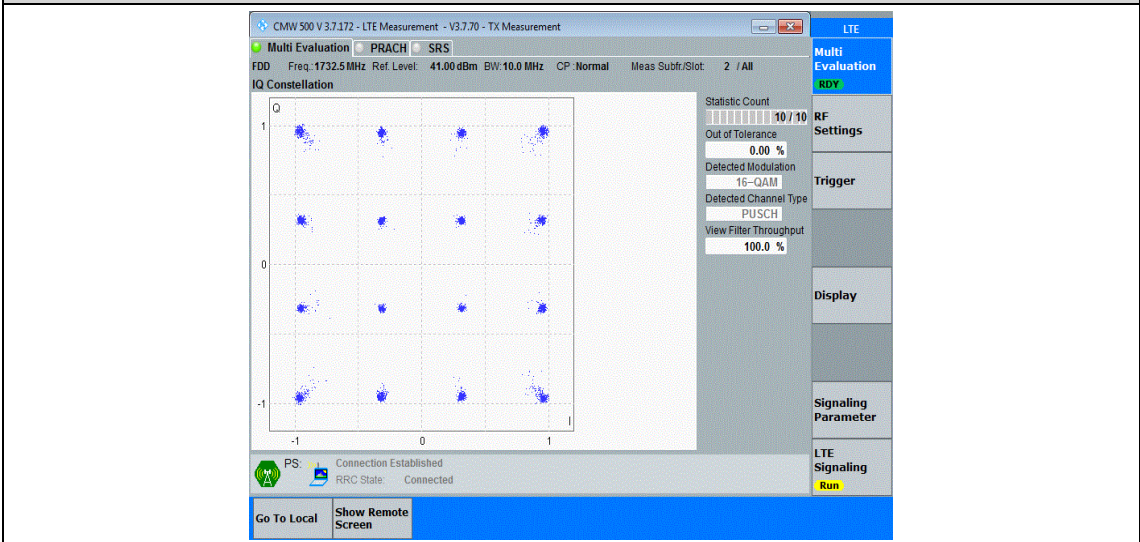 CMW 500 V 3.7.172 - LTE Measurement - V3.7.70 - TX Measurement
LTE
Multi Evaluation PRACH SRS
Multi
Evaluation
RDY
FDD Freq.: 1732.5 MHz Ref. Level: 41.00 dBm BW: 10.0 MHz CP : Normal Meas Subfr./Slot: 2 / All
IQ Constellation
Q
1
0
-1
-1 0 1
I
Statistic Count
10 / 10
Out of Tolerance
0.00 %
Detected Modulation
16-QAM
Detected Channel Type
PUSCH
View Filter Throughput
100.0 %
RF
Settings
Trigger
Display
Signaling
Parameter
LTE
Signaling
Run
PS: Connection Established
RRC State: Connected
Go To Local
Show Remote
Screen